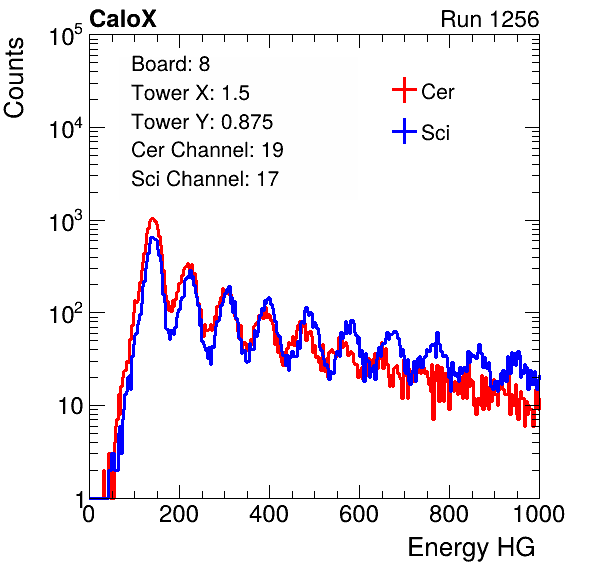 CaloX Run 1256
Counts
Board: 8
Tower X: 1.5
Tower Y: 0.875
Cer Channel: 19
Sci Channel: 17
Cer
Sci
10^5
10^4
10^3
10^2
10
1
0 200 400 600 800 1000
Energy HG